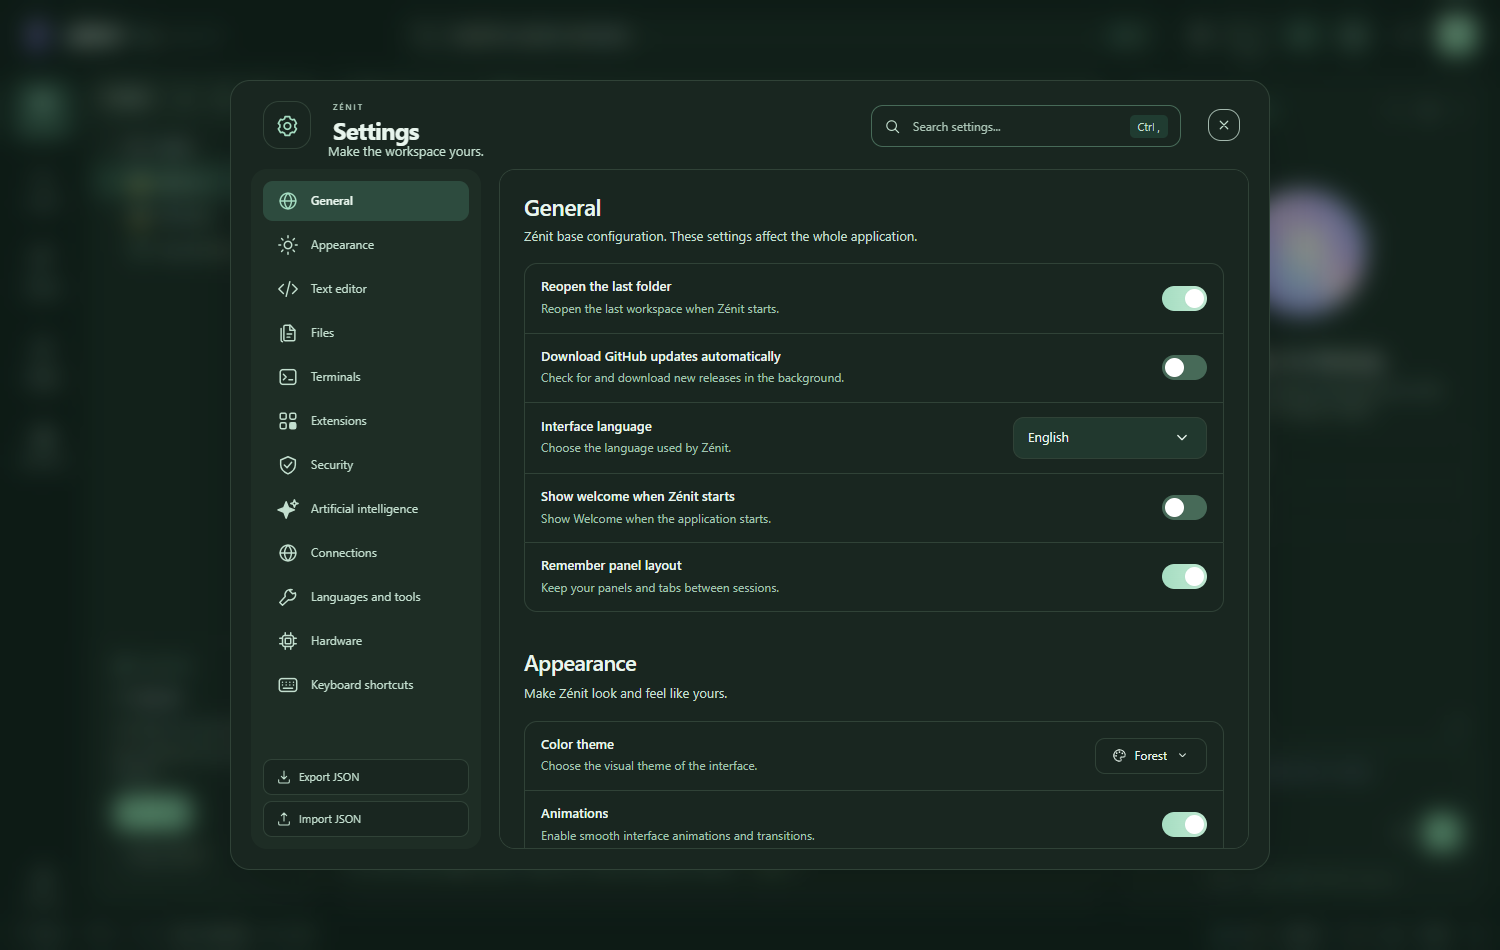 ZÉNIT
Settings
Make the workspace yours.
Search settings...
Ctrl ,
General
Appearance
Text editor
Files
Terminals
Extensions
Security
Artificial intelligence
Connections
Languages and tools
Hardware
Keyboard shortcuts
Export JSON
Import JSON
General
Zénit base configuration. These settings affect the whole application.
Reopen the last folder
Reopen the last workspace when Zénit starts.
Download GitHub updates automatically
Check for and download new releases in the background.
Interface language
Choose the language used by Zénit.
English
Show welcome when Zénit starts
Show Welcome when the application starts.
Remember panel layout
Keep your panels and tabs between sessions.
Appearance
Make Zénit look and feel like yours.
Color theme
Choose the visual theme of the interface.
Forest
Animations
Enable smooth interface animations and transitions.